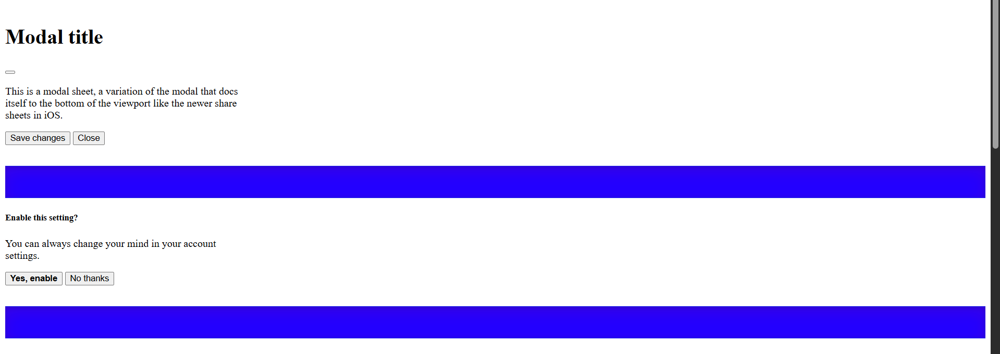 Modal title
This is a modal sheet, a variation of the modal that docs
itself to the bottom of the viewport like the newer share
sheets in iOS.
Save changes Close
Enable this setting?
You can always change your mind in your account
settings.
Yes, enable No thanks